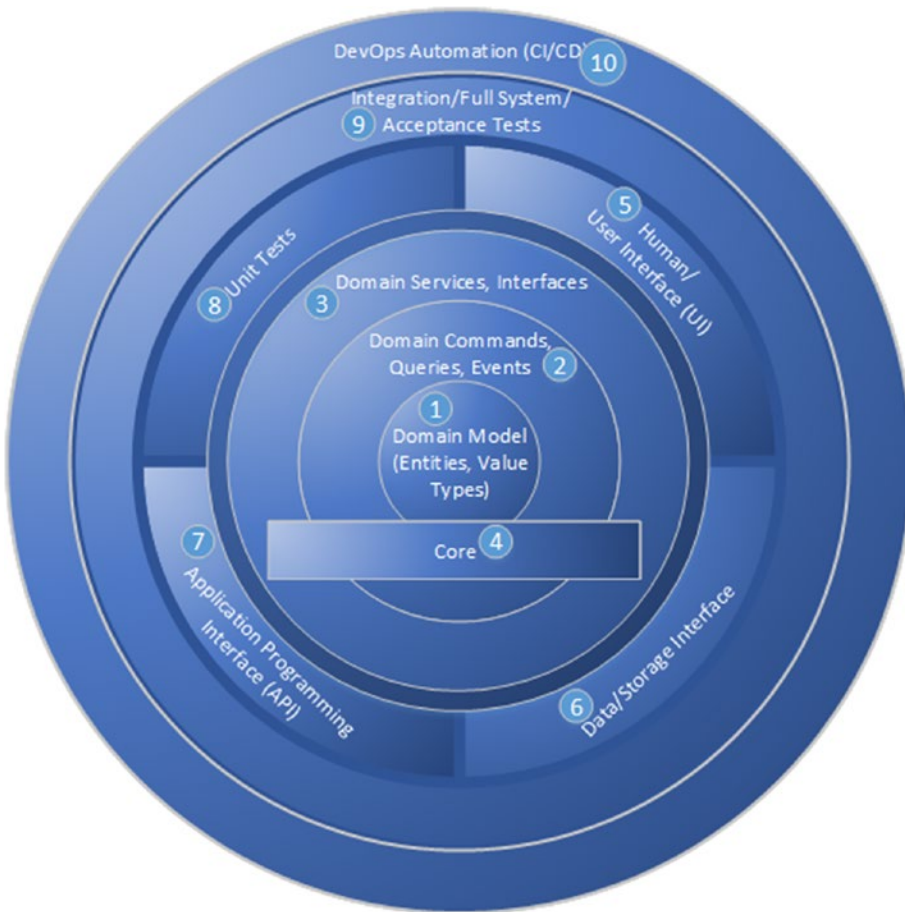 DevOps Automation (CI/CD)
10
Integration/Full System/
9
Acceptance Tests
5
Human/
User Interface (UI)
8
Unit Tests
3
Domain Services, Interfaces
Domain Commands,
Queries, Events
2
1
Domain Model
(Entities, Value
Types)
Core
4
7
Application Programming
Interface (API)
6
Data/Storage Interface